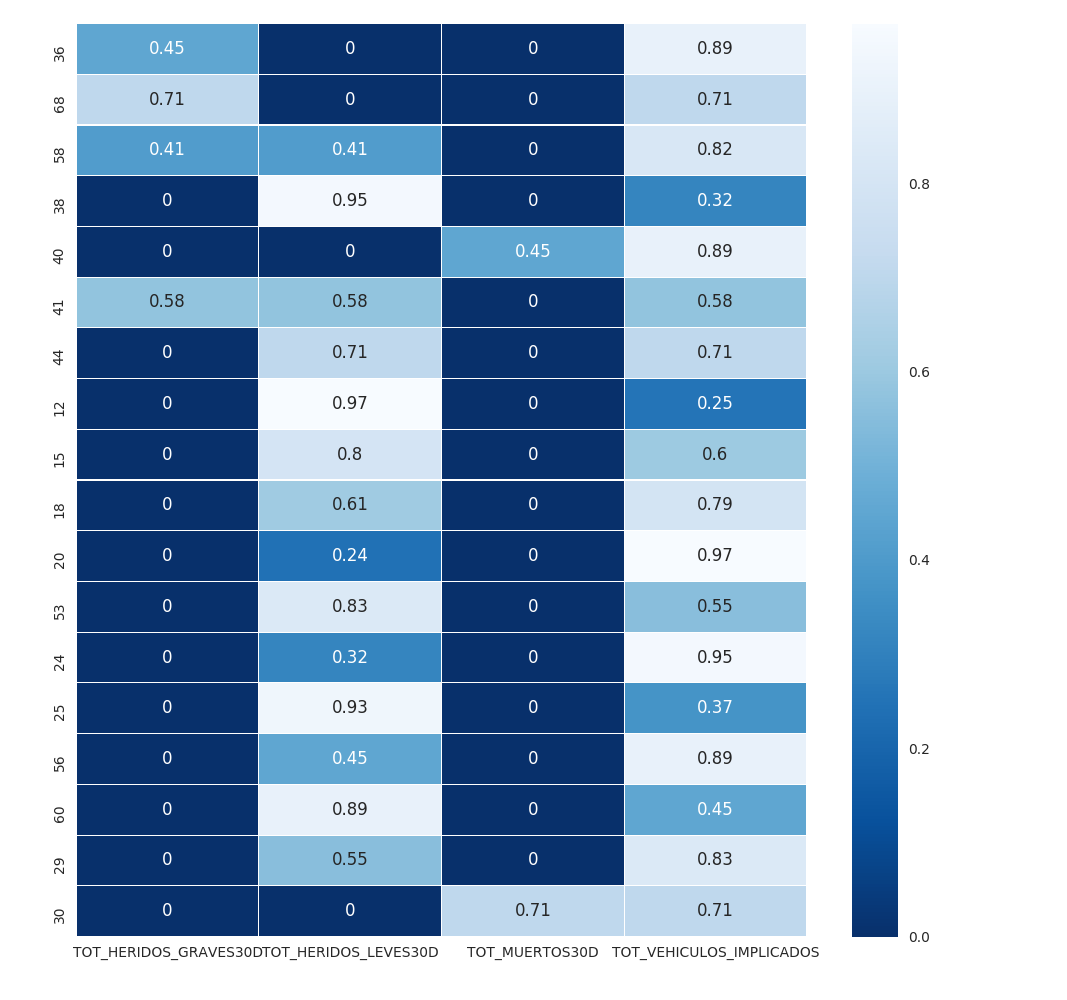 36 0.45 0 0 0.89
68 0.71 0 0 0.71
58 0.41 0.41 0 0.82
38 0 0.95 0 0.32
40 0 0 0.45 0.89
41 0.58 0.58 0 0.58
44 0 0.71 0 0.71
12 0 0.97 0 0.25
15 0 0.8 0 0.6
18 0 0.61 0 0.79
20 0 0.24 0 0.97
53 0 0.83 0 0.55
24 0 0.32 0 0.95
25 0 0.93 0 0.37
56 0 0.45 0 0.89
60 0 0.89 0 0.45
29 0 0.55 0 0.83
30 0 0 0.71 0.71
TOT_HERIDOS_GRAVES30D TOT_HERIDOS_LEVES30D TOT_MUERTOS30D TOT_VEHICULOS_IMPLICADOS
0.8
0.6
0.4
0.2
0.0